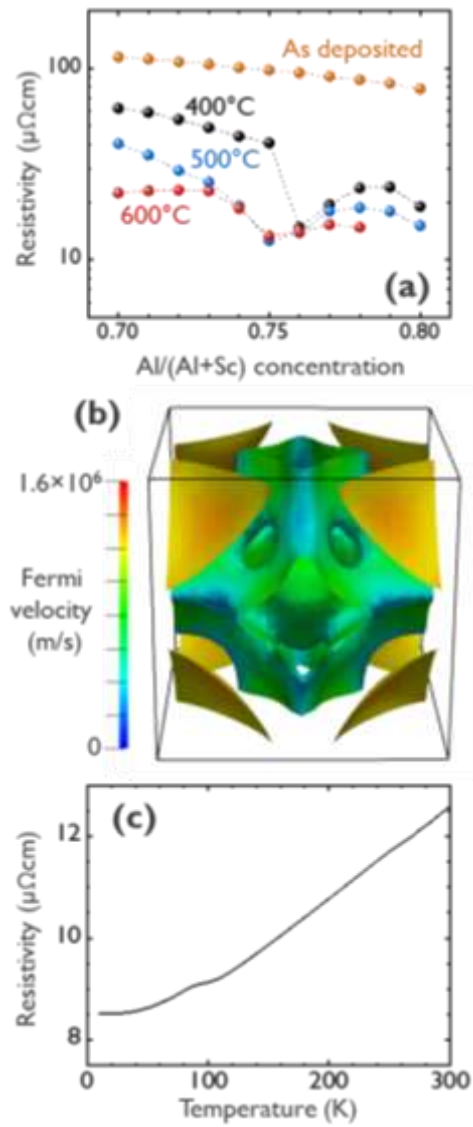 As deposited
100
400°C
500°C
600°C
10
Resistivity (μΩcm)
(a)
0.70
0.75
0.80
Al/(Al+Sc) concentration
(b)
1.6×10⁶
Fermi
velocity
(m/s)
0
(c)
12
10
8
Resistivity (μΩcm)
0
100
200
300
Temperature (K)